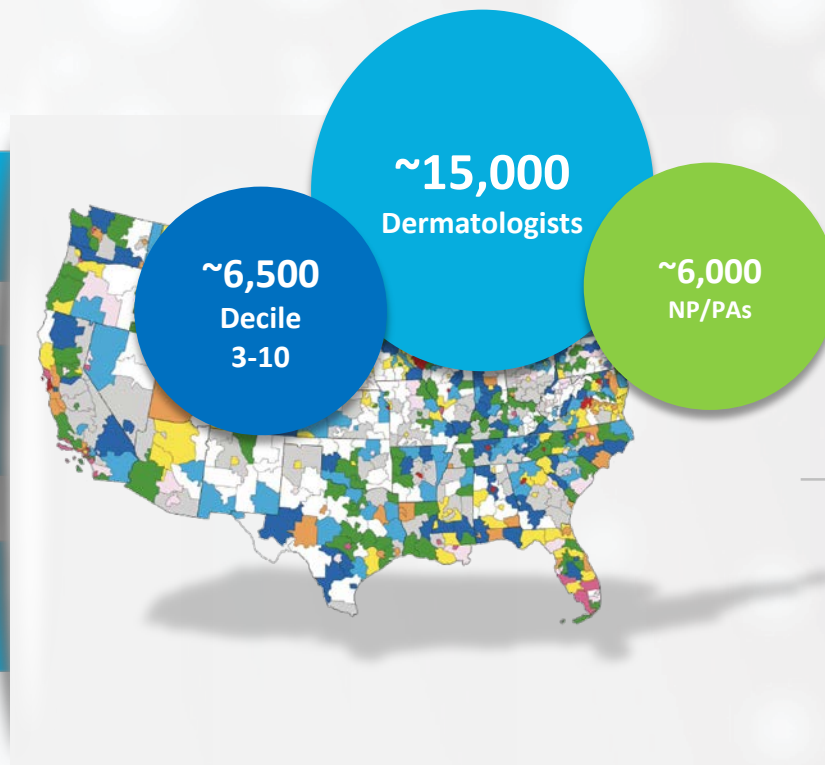 ~15,000
Dermatologists
~6,500
Decile
3-10
~6,000
NP/PAs